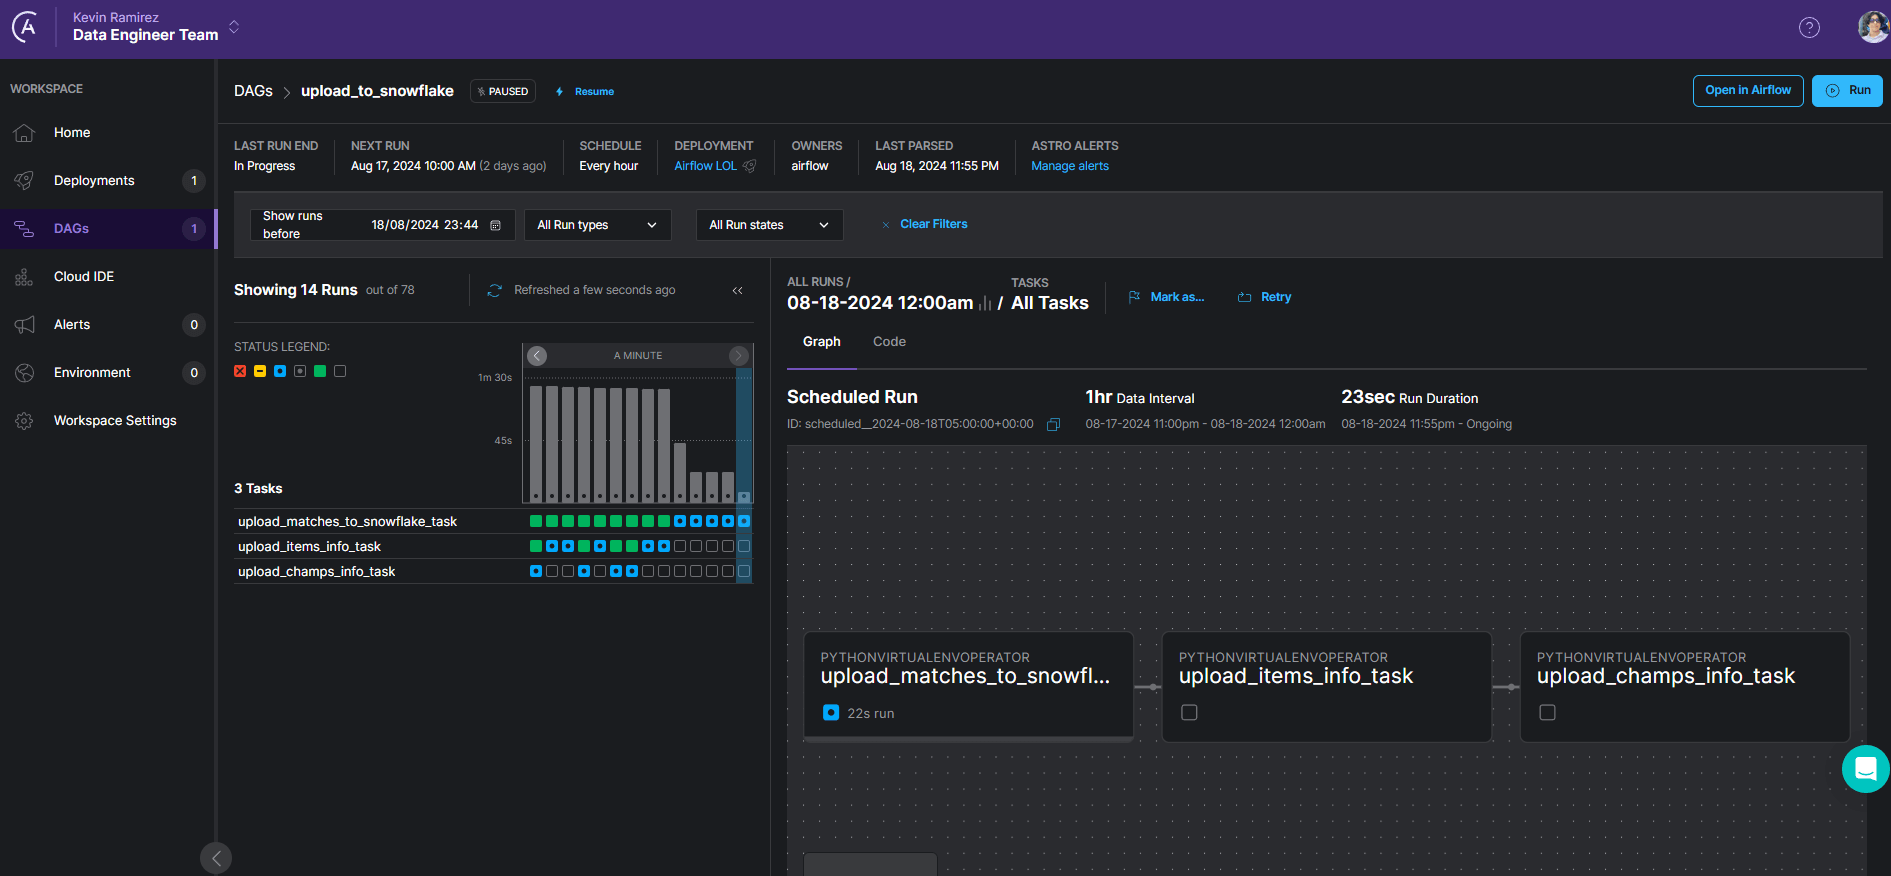 Kevin Ramirez
Data Engineer Team
WORKSPACE
Home
Deployments 1
DAGs 1
Cloud IDE
Alerts 0
Environment 0
Workspace Settings
DAGs > upload_to_snowflake PAUSED Resume
Open in Airflow Run
LAST RUN END NEXT RUN SCHEDULE DEPLOYMENT OWNERS LAST PARSED ASTRO ALERTS
In Progress Aug 17, 2024 10:00 AM (2 days ago) Every hour Airflow LOL airflow Aug 18, 2024 11:55 PM Manage alerts
Show runs
before 18/08/2024 23:44 All Run types All Run states × Clear Filters
Showing 14 Runs out of 78 Refreshed a few seconds ago
STATUS LEGEND:
A MINUTE
1m 30s
45s
3 Tasks
upload_matches_to_snowflake_task
upload_items_info_task
upload_champs_info_task
ALL RUNS / TASKS
08-18-2024 12:00am / All Tasks Mark as... Retry
Graph Code
Scheduled Run 1hr Data Interval 23sec Run Duration
ID: scheduled__2024-08-18T05:00:00+00:00 08-17-2024 11:00pm - 08-18-2024 12:00am 08-18-2024 11:55pm - Ongoing
PYTHONVIRTUALENVOPERATOR
upload_matches_to_snowfl...
22s run
PYTHONVIRTUALENVOPERATOR
upload_items_info_task
PYTHONVIRTUALENVOPERATOR
upload_champs_info_task